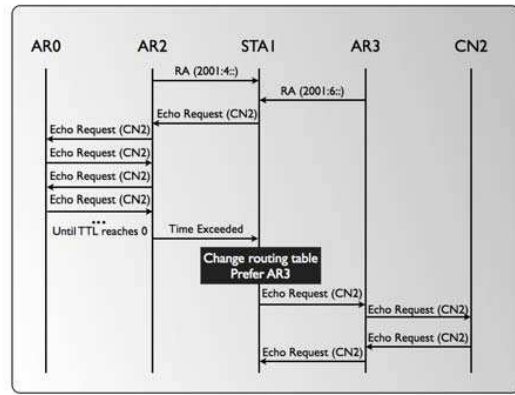 AR0 AR2 STA1 AR3 CN2
RA (2001:4::)
RA (2001:6::)
Echo Request (CN2)
Echo Request (CN2)
Echo Request (CN2)
Echo Request (CN2)
Echo Request (CN2)
...
Until TTL reaches 0
Time Exceeded
Change routing table
Prefer AR3
Echo Request (CN2)
Echo Request (CN2)
Echo Request (CN2)
Echo Request (CN2)